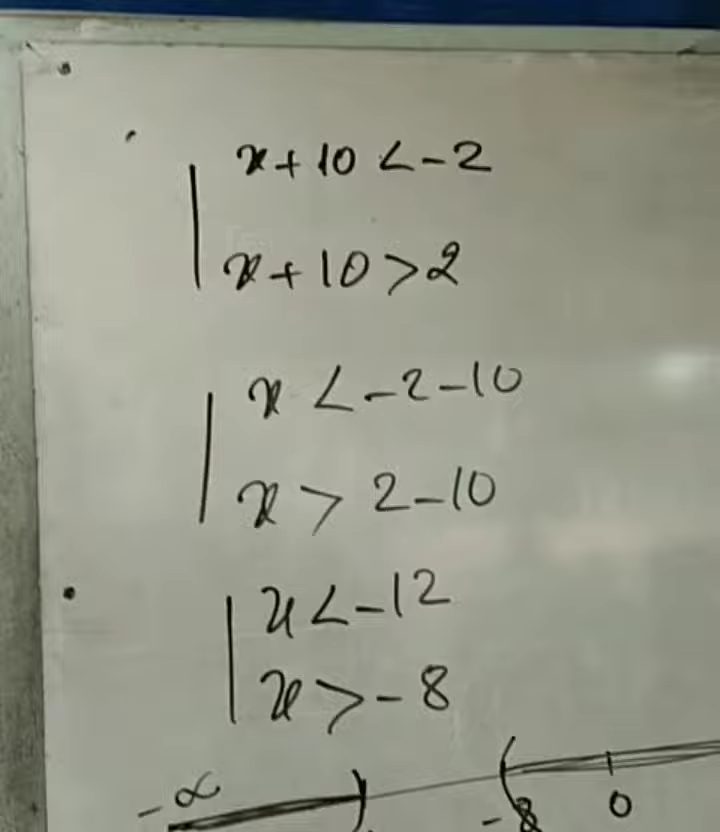 x+10 <-2
x+10 >2
x <-2-10
x > 2-10
x <-12
x >-8
-∞
-8 0